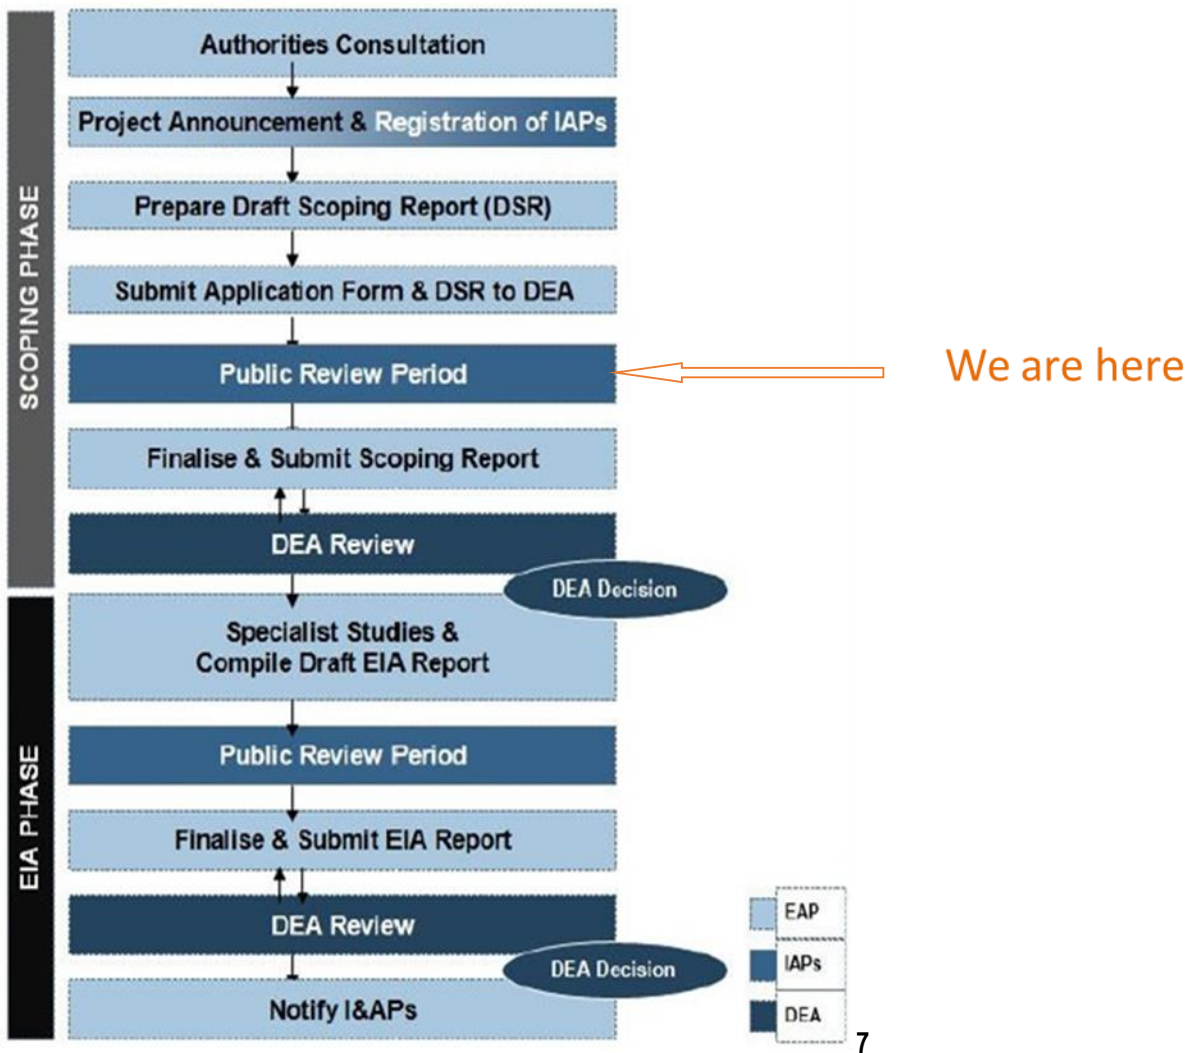 SCOPING PHASE
Authorities Consultation
Project Announcement & Registration of IAPs
Prepare Draft Scoping Report (DSR)
Submit Application Form & DSR to DEA
Public Review Period
We are here
Finalise & Submit Scoping Report
DEA Review
DEA Decision
EIA PHASE
Specialist Studies &
Compile Draft EIA Report
Public Review Period
Finalise & Submit EIA Report
DEA Review
DEA Decision
Notify I&APs
EAP
IAPs
DEA
7